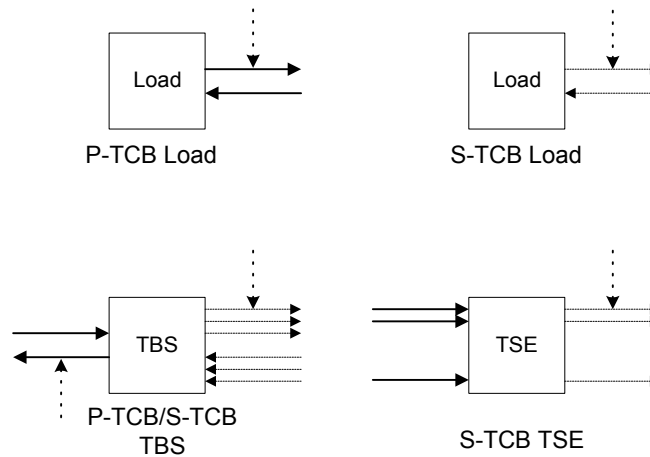 Load
Load
P-TCB Load
S-TCB Load
TBS
TSE
P-TCB/S-TCB
TBS
S-TCB TSE